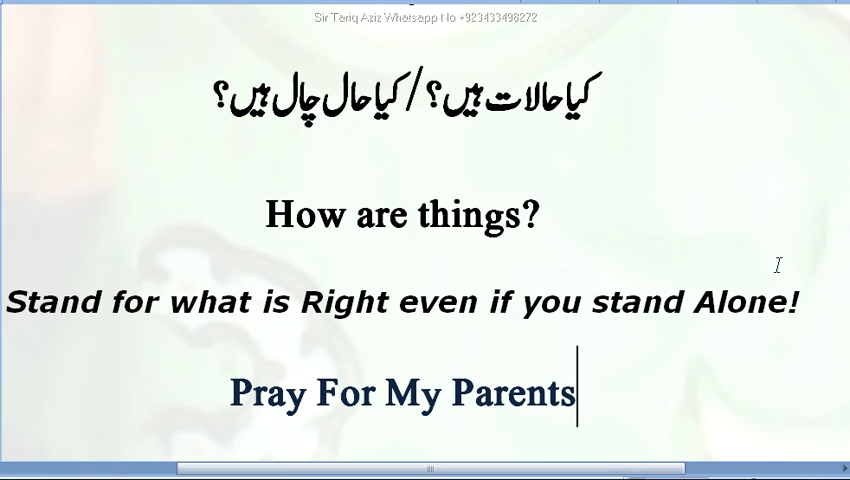 Sir Tariq Aziz Whatsapp No +923433498272
کیا حالات ہیں؟ / کیا حال چال ہیں؟
How are things?
Stand for what is Right even if you stand Alone!
Pray For My Parents